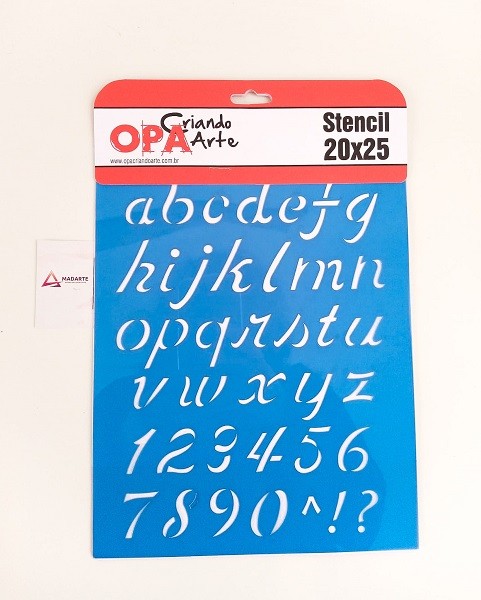 Criando
OPA Arte
www.opacriandoarte.com.br
Stencil
20x25
abcdefg
hijklmn
opqrstu
vwxyz
123456
7890^!?
MADARTE